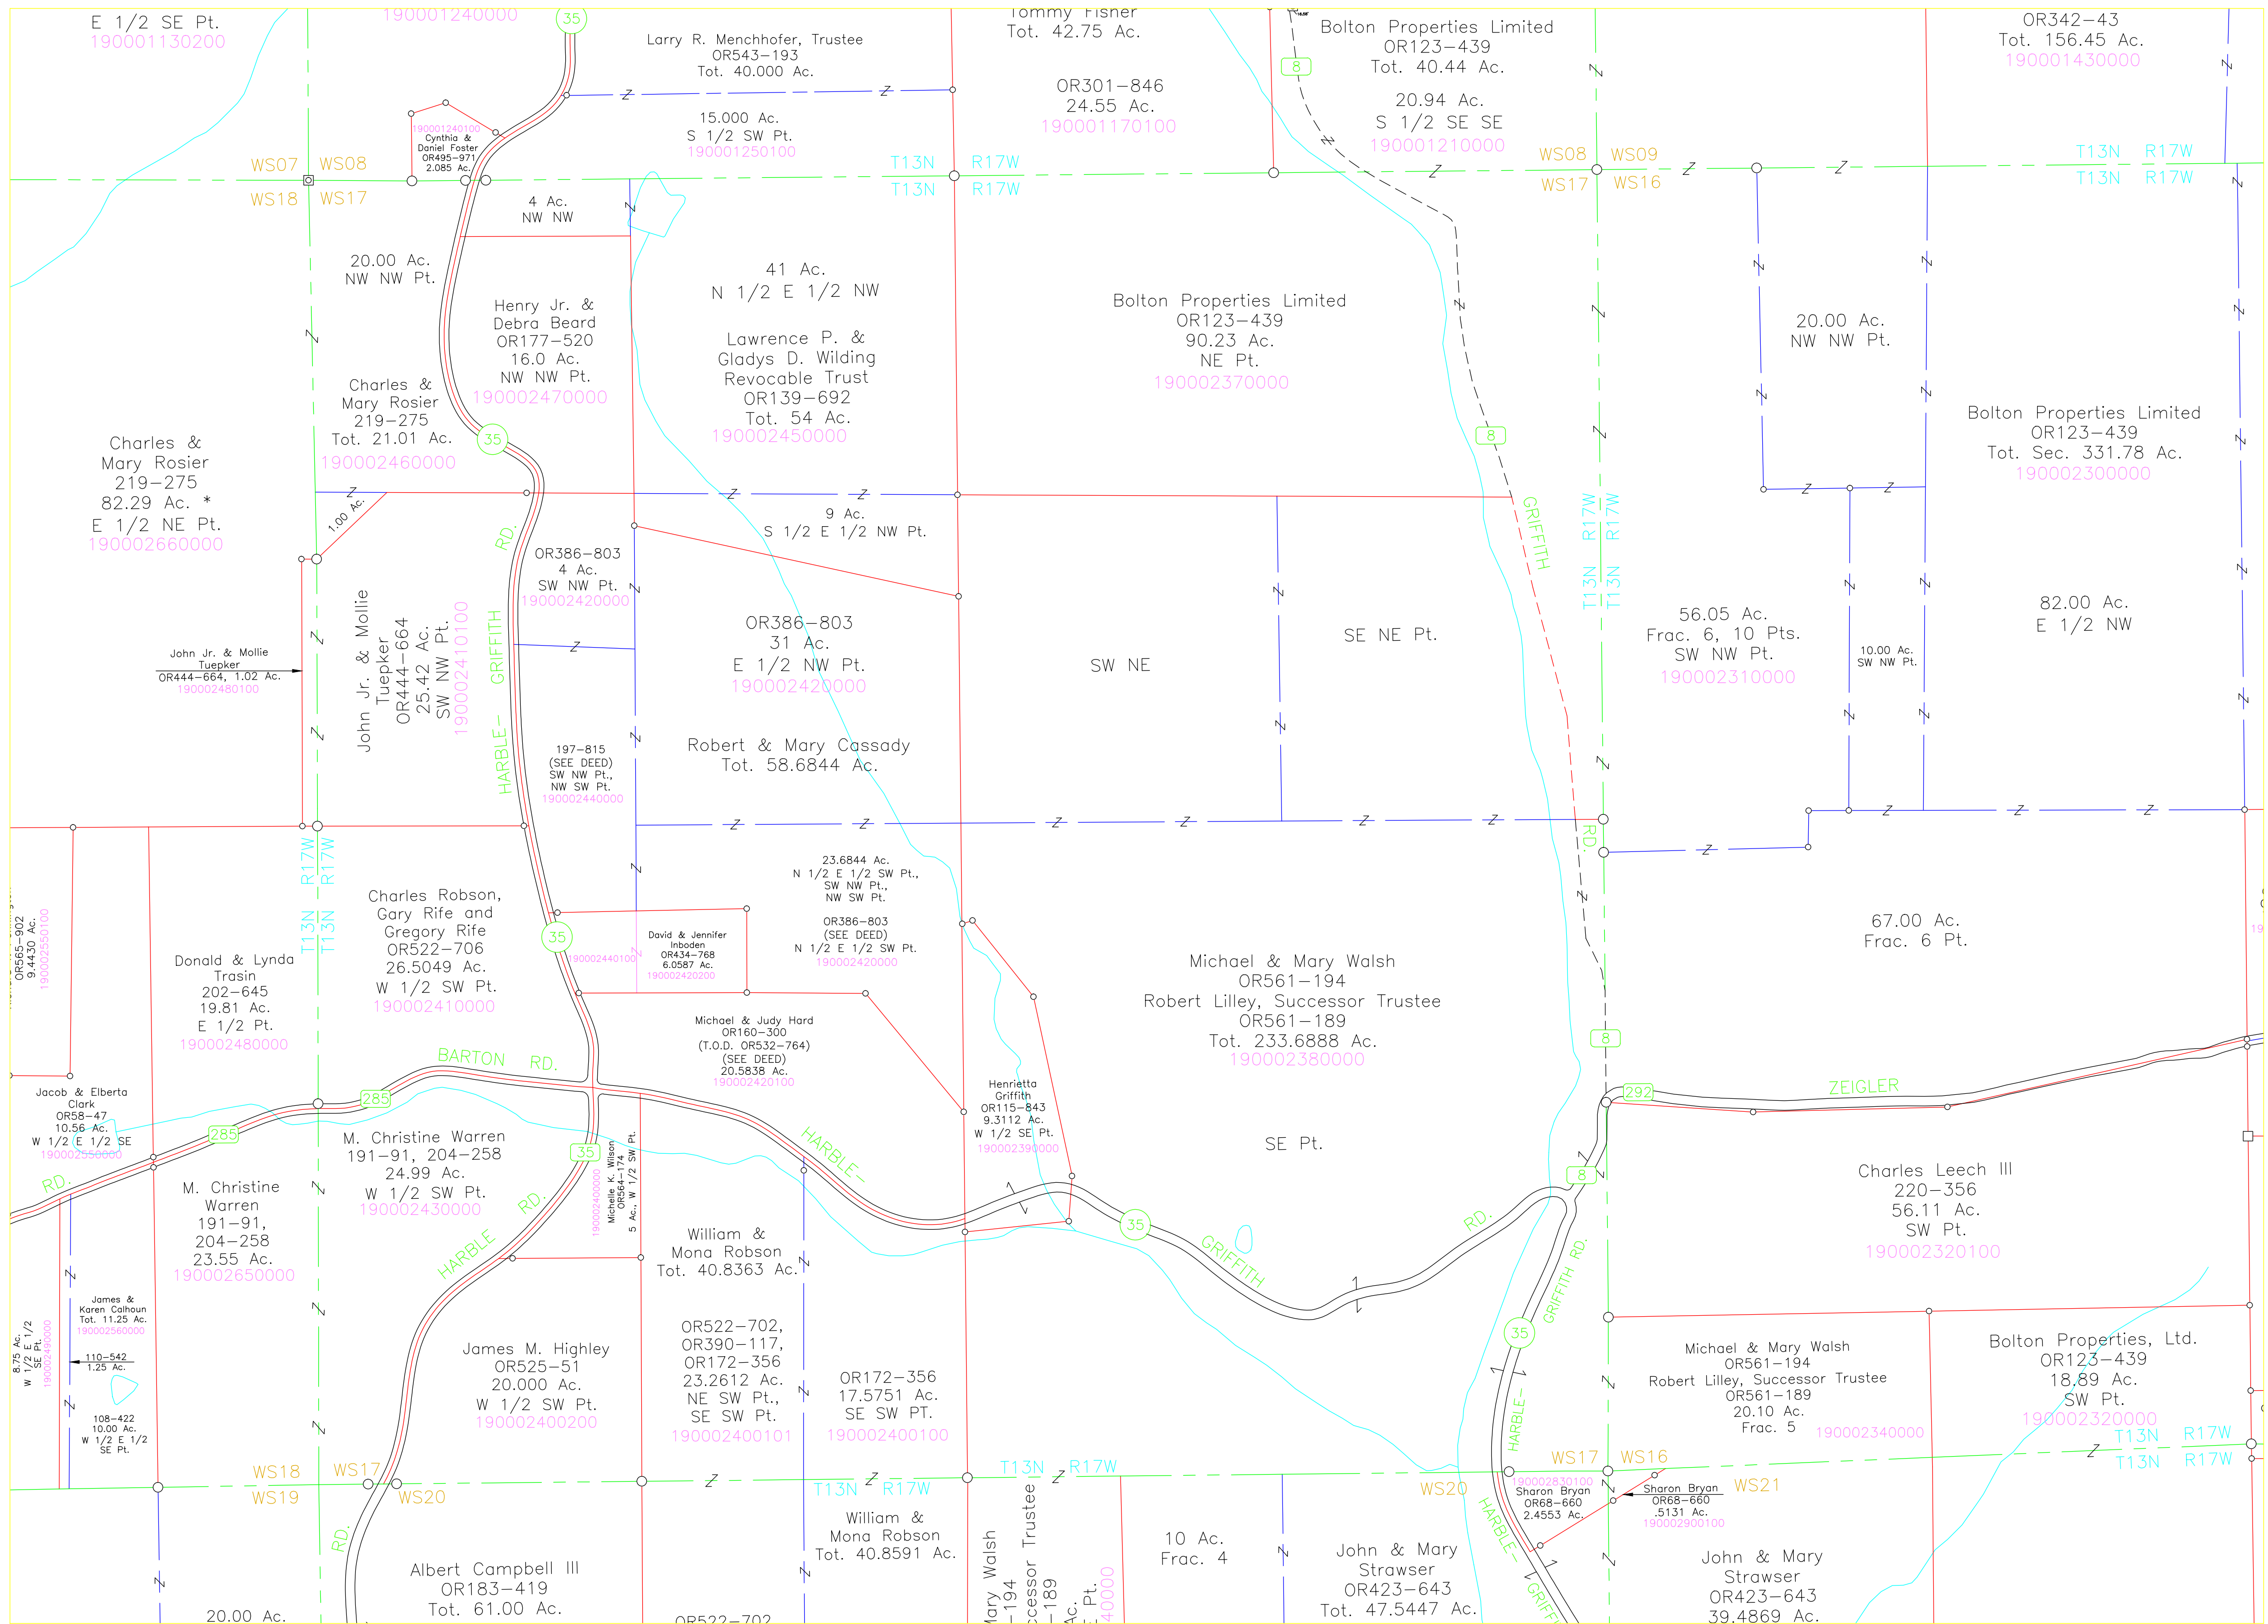 E 1/2 SE Pt.
190001130200
190001240000
35
Larry R. Menchhofer, Trustee
OR543-193
Tot. 40.000 Ac.
15.000 Ac.
S 1/2 SW Pt.
190001250100
Tommy Fisher
Tot. 42.75 Ac.
OR301-846
24.55 Ac.
190001170100
8
Bolton Properties Limited
OR123-439
Tot. 40.44 Ac.
20.94 Ac.
S 1/2 SE SE
190001210000
OR342-43
Tot. 156.45 Ac.
190001430000
190001240100
Cynthia &
Daniel Foster
OR495-971
2.085 Ac.
WS07 WS08
WS18 WS17
T13N R17W
T13N R17W
WS08 WS09
WS17 WS16
T13N R17W
T13N R17W
4 Ac.
NW NW
20.00 Ac.
NW NW Pt.
Henry Jr. &
Debra Beard
OR177-520
16.0 Ac.
NW NW Pt.
190002470000
41 Ac.
N 1/2 E 1/2 NW
Lawrence P. &
Gladys D. Wilding
Revocable Trust
OR139-692
Tot. 54 Ac.
190002450000
Bolton Properties Limited
OR123-439
90.23 Ac.
NE Pt.
190002370000
20.00 Ac.
NW NW Pt.
Charles &
Mary Rosier
219-275
Tot. 21.01 Ac.
190002460000
35
8
Bolton Properties Limited
OR123-439
Tot. Sec. 331.78 Ac.
190002300000
Charles &
Mary Rosier
219-275
82.29 Ac. *
E 1/2 NE Pt.
190002660000
1.00 Ac.
9 Ac.
S 1/2 E 1/2 NW Pt.
GRIFFITH
T13N R17W
T13N R17W
RD.
OR386-803
4 Ac.
SW NW Pt.
190002420000
John Jr. & Mollie
Tuepker
OR444-664
25.42 Ac.
SW NW Pt.
190002410100
HARBLE- GRIFFITH
OR386-803
31 Ac.
E 1/2 NW Pt.
190002420000
Robert & Mary Cassady
Tot. 58.6844 Ac.
SW NE
SE NE Pt.
56.05 Ac.
Frac. 6, 10 Pts.
SW NW Pt.
190002310000
10.00 Ac.
SW NW Pt.
82.00 Ac.
E 1/2 NW
John Jr. & Mollie
Tuepker
OR444-664, 1.02 Ac.
190002480100
197-815
(SEE DEED)
SW NW Pt.,
NW SW Pt.
190002440000
RD.
T13N R17W
T13N R17W
OR565-902
9.4430 Ac.
190002550100
Donald & Lynda
Trasin
202-645
19.81 Ac.
E 1/2 Pt.
190002480000
Charles Robson,
Gary Rife and
Gregory Rife
OR522-706
26.5049 Ac.
W 1/2 SW Pt.
190002410000
35
23.6844 Ac.
N 1/2 E 1/2 SW Pt.,
SW NW Pt.,
NW SW Pt.
OR386-803
(SEE DEED)
N 1/2 E 1/2 SW Pt.
190002420000
190002440100
David & Jennifer
Inboden
OR434-768
6.0587 Ac.
190002420200
Michael & Judy Hard
OR160-300
(T.O.D. OR532-764)
(SEE DEED)
20.5838 Ac.
190002420100
Michael & Mary Walsh
OR561-194
Robert Lilley, Successor Trustee
OR561-189
Tot. 233.6888 Ac.
190002380000
67.00 Ac.
Frac. 6 Pt.
8
292
ZEIGLER
BARTON RD.
285
285
RD.
Jacob & Elberta
Clark
OR58-47
10.56 Ac.
W 1/2 E 1/2 SE
190002550000
M. Christine Warren
191-91, 204-258
24.99 Ac.
W 1/2 SW Pt.
190002430000
35
190002400000
Michelle K. Wilson
OR564-174
5 Ac., W 1/2 SW Pt.
HARBLE-
Henrietta
Griffith
OR115-843
9.3112 Ac.
W 1/2 SE Pt.
190002390000
SE Pt.
8
Charles Leech III
220-356
56.11 Ac.
SW Pt.
190002320100
M. Christine
Warren
191-91,
204-258
23.55 Ac.
190002650000
HARBLE RD.
William &
Mona Robson
Tot. 40.8363 Ac.
35
GRIFFITH
RD.
GRIFFITH RD.
HARBLE-
35
8.75 Ac.
W 1/2 E 1/2
SE Pt.
190002490000
James &
Karen Calhoun
Tot. 11.25 Ac.
190002560000
110-542
1.25 Ac.
108-422
10.00 Ac.
W 1/2 E 1/2
SE Pt.
James M. Highley
OR525-51
20.000 Ac.
W 1/2 SW Pt.
190002400200
OR522-702,
OR390-117,
OR172-356
23.2612 Ac.
NE SW Pt.,
SE SW Pt.
190002400101
OR172-356
17.5751 Ac.
SE SW PT.
190002400100
Michael & Mary Walsh
OR561-194
Robert Lilley, Successor Trustee
OR561-189
20.10 Ac.
Frac. 5
190002340000
Bolton Properties, Ltd.
OR123-439
18.89 Ac.
SW Pt.
190002320000
T13N R17W
T13N R17W
WS18 WS17
WS19 WS20
T13N R17W
T13N R17W
WS17 WS16
WS20
WS21
190002830100
Sharon Bryan
OR68-660
2.4553 Ac.
Sharon Bryan
OR68-660
.5131 Ac.
190002900100
RD.
20.00 Ac.
Albert Campbell III
OR183-419
Tot. 61.00 Ac.
OR522-702
William &
Mona Robson
Tot. 40.8591 Ac.
Mary Walsh
-194
ccessor Trustee
-189
Ac.
E Pt.
40000
10 Ac.
Frac. 4
John & Mary
Strawser
OR423-643
Tot. 47.5447 Ac.
HARBLE-
GRIFFI
John & Mary
Strawser
OR423-643
39.4869 Ac.